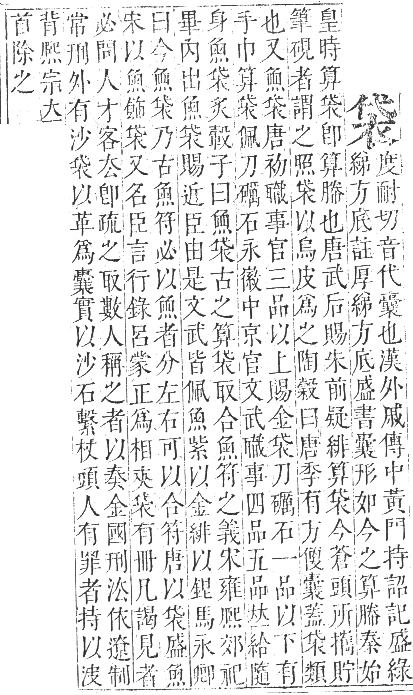 袋度耐切音代囊也漢外戚傳中黃門持詔記盛綠
綈方底註厚綈方底盛書囊形如今之算幐秦始
皇時算袋卽算幐也唐武后賜朱前疑緋算袋今蒼頭所攜貯
筆硯者謂之照袋以烏皮爲之陶穀曰唐季有方便囊葢袋類
也又魚袋唐初職事官三品以上賜金袋刀礪石一品以下有
手巾算袋佩刀礪石永徽中京官文武職事四品五品竝給隨
身魚袋炙轂子曰魚袋古之算袋取合魚符之義宋雍熙郊祀
畢內出魚袋賜近臣由是文武皆佩魚紫以金緋以銀馬永卿
曰今魚袋乃古魚符必以魚者分左右可以合符唐以袋盛魚
宋以魚飾袋又名臣言行錄呂蒙正爲相夾袋有冊凡謁見者
必問人才客去卽疏之取數人稱之者以奏金國刑法依遼制
常刑外有沙袋以革爲囊實以沙石繫杖頭人有罪者持以決
背熙宗立
首除之